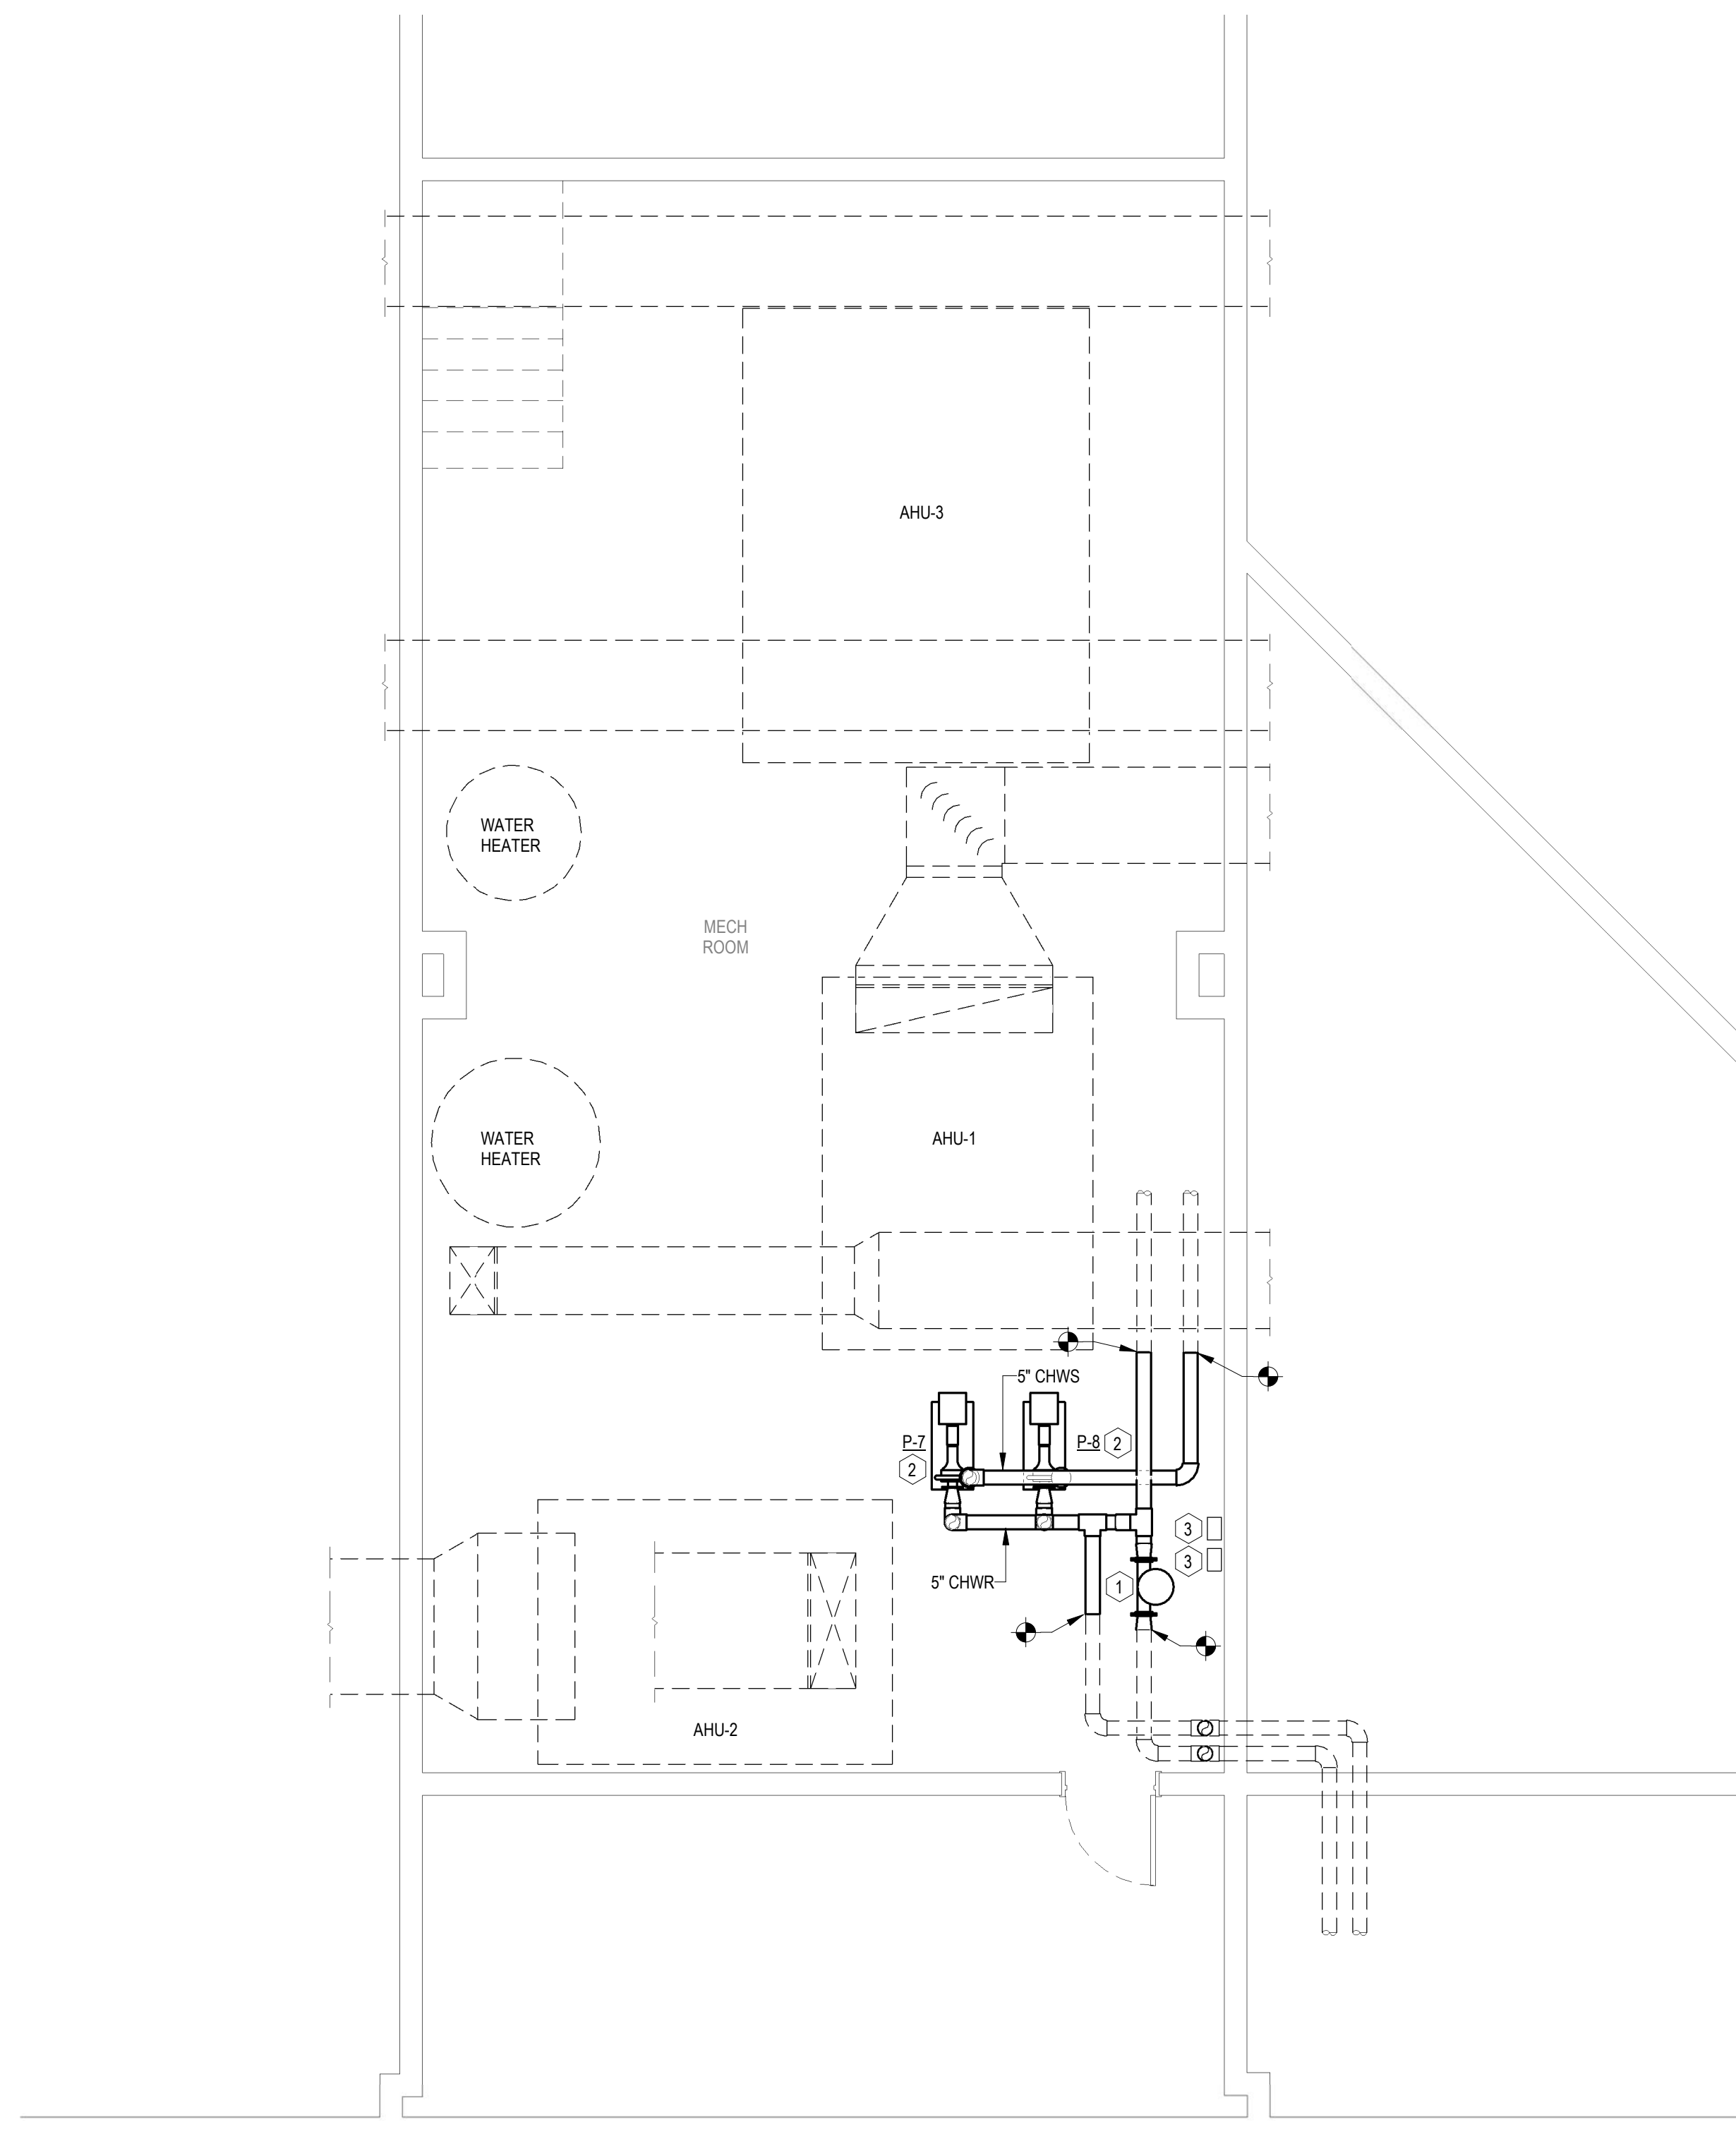 AHU-3
WATER
HEATER
MECH
ROOM
WATER
HEATER
AHU-1
5" CHWS
P-7
2
P-8 2
3
3
5" CHWR
1
AHU-2